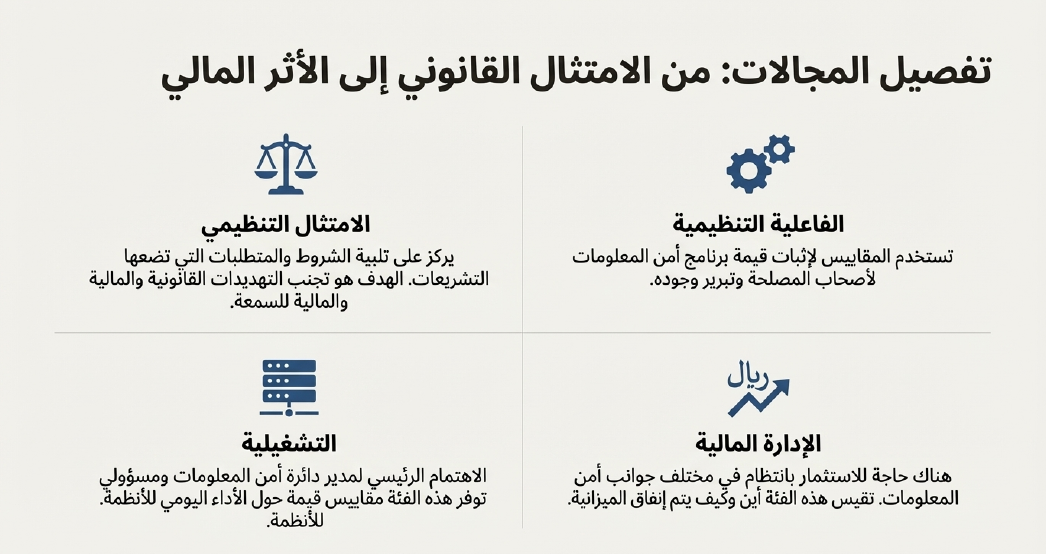 تفصيل المجالات: من الامتثال القانوني إلى الأثر المالي
الفاعلية التنظيمية
تستخدم المقاييس لإثبات قيمة برنامج أمن المعلومات
لأصحاب المصلحة وتبرير وجوده.
الامتثال التنظيمي
يركز على تلبية الشروط والمتطلبات التي تضعها
التشريعات. الهدف هو تجنب التهديدات القانونية والمالية
والمالية للسمعة.
ريال
الإدارة المالية
هناك حاجة للاستثمار بانتظام في مختلف جوانب أمن
المعلومات. تقيس هذه الفئة أين وكيف يتم إنفاق الميزانية.
التشغيلية
الاهتمام الرئيسي لمدير دائرة أمن المعلومات ومسؤولي
توفر هذه الفئة مقاييس قيمة حول الأداء اليومي للأنظمة.
للأنظمة.